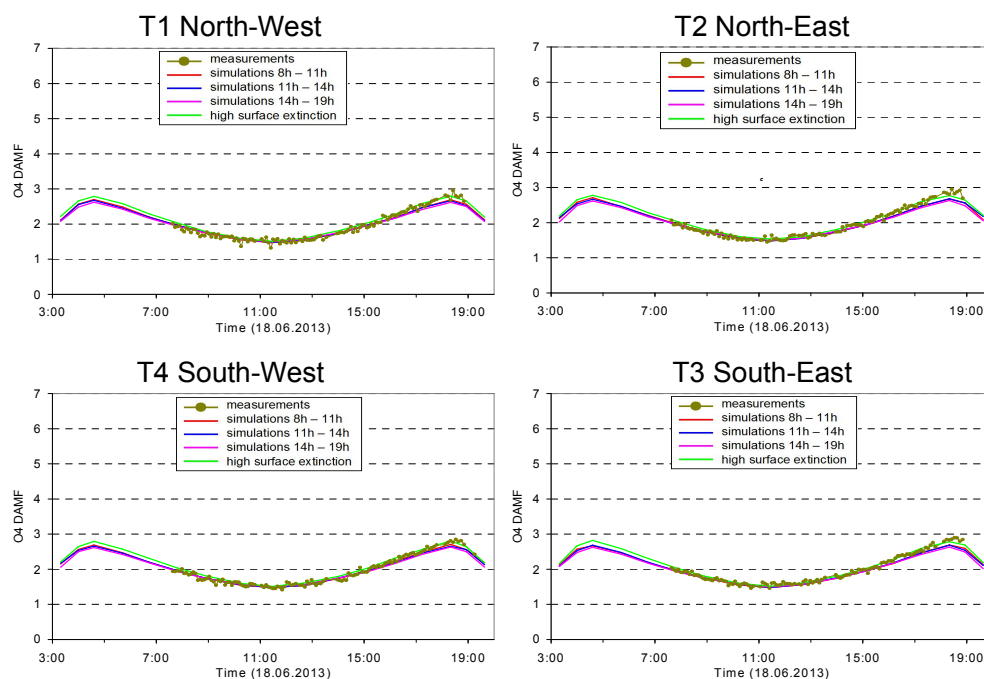 T1 North-West
7
6
5
4
3
2
1
0
O4 DAMF
measurements
simulations 8h – 11h
simulations 11h – 14h
simulations 14h – 19h
high surface extinction
3:00 7:00 11:00 15:00 19:00
Time (18.06.2013)
T2 North-East
7
6
5
4
3
2
1
0
O4 DAMF
measurements
simulations 8h – 11h
simulations 11h – 14h
simulations 14h – 19h
high surface extinction
3:00 7:00 11:00 15:00 19:00
Time (18.06.2013)
T4 South-West
7
6
5
4
3
2
1
0
O4 DAMF
measurements
simulations 8h – 11h
simulations 11h – 14h
simulations 14h – 19h
high surface extinction
3:00 7:00 11:00 15:00 19:00
Time (18.06.2013)
T3 South-East
7
6
5
4
3
2
1
0
O4 DAMF
measurements
simulations 8h – 11h
simulations 11h – 14h
simulations 14h – 19h
high surface extinction
3:00 7:00 11:00 15:00 19:00
Time (18.06.2013)